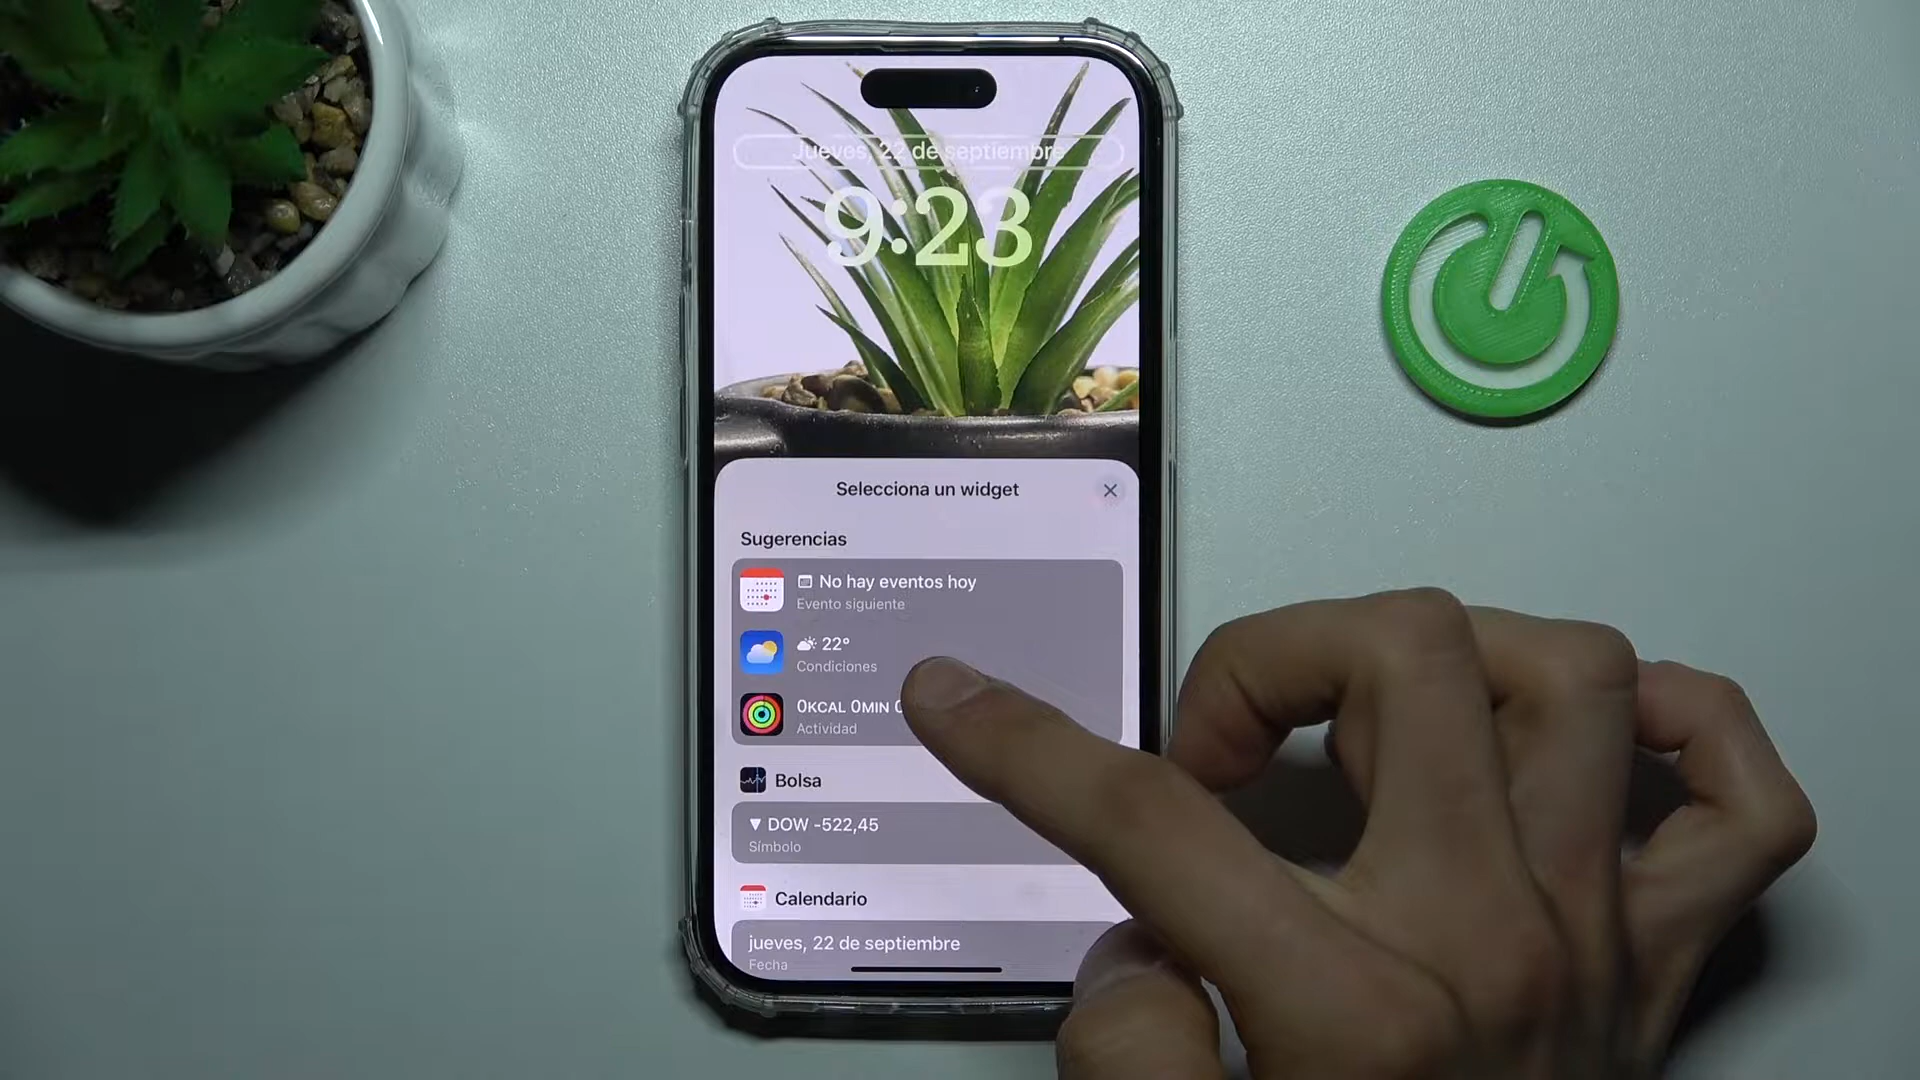 Jueves, 22 de septiembre
9:23
Selecciona un widget
Sugerencias
No hay eventos hoy
Evento siguiente
22°
Condiciones
0KCAL 0MIN
Actividad
Bolsa
▼ DOW -522,45
Símbolo
Calendario
jueves, 22 de septiembre
Fecha